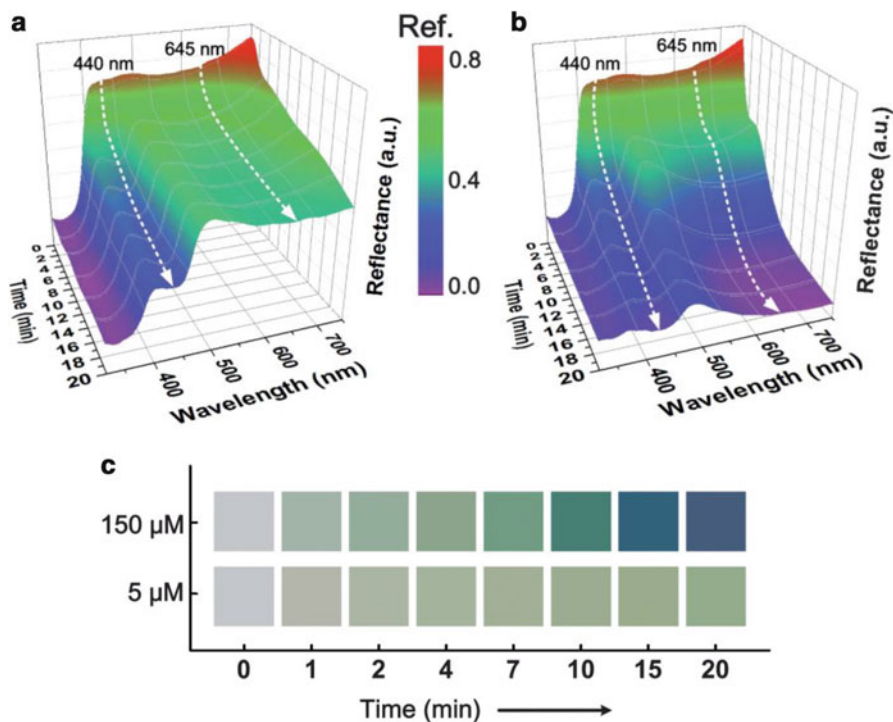 a
440 nm
645 nm
Ref.
0.8
0.4
0.0
Reflectance (a.u.)
0
2
4
6
8
10
12
14
16
18
20
Time (min)
400
500
600
700
Wavelength (nm)
b
440 nm
645 nm
Reflectance (a.u.)
0
2
4
6
8
10
12
14
16
18
20
Time (min)
400
500
600
700
Wavelength (nm)
c
150 µM
5 µM
0 1 2 4 7 10 15 20
Time (min)